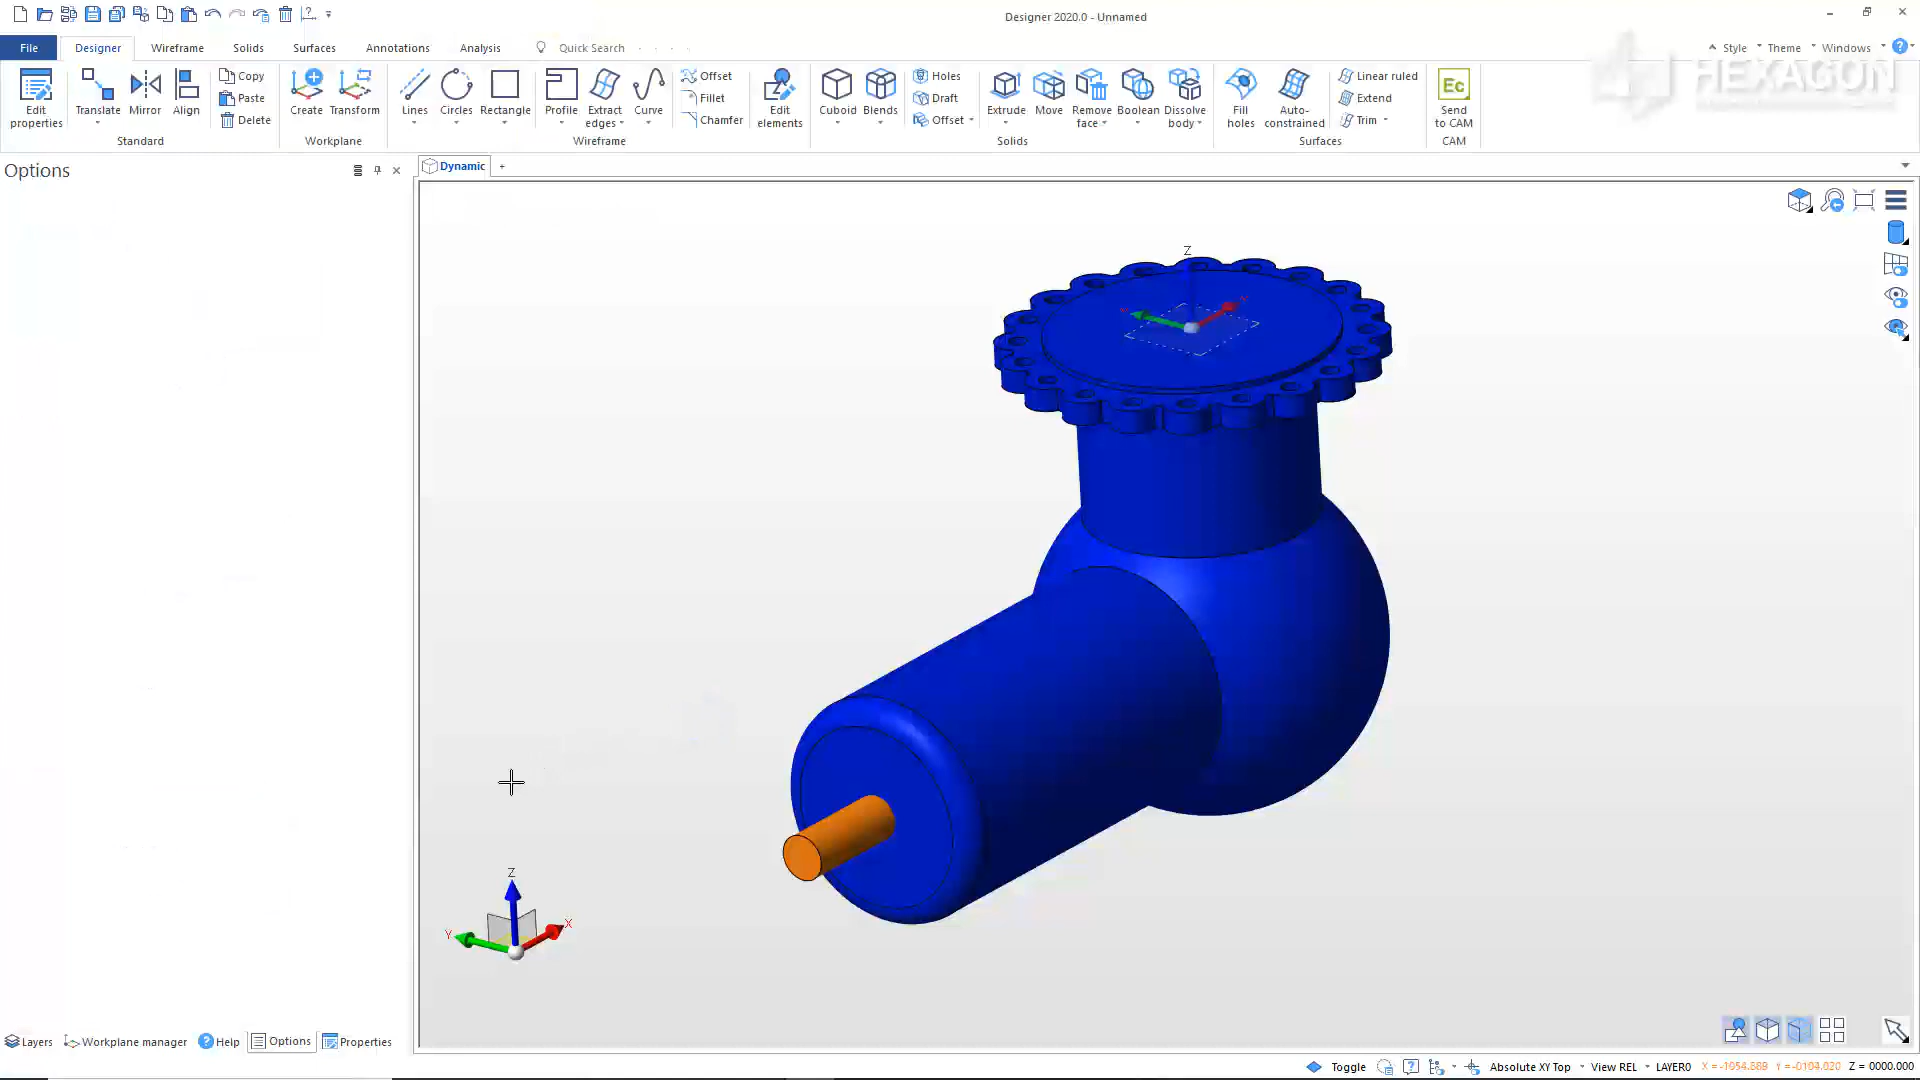 Designer 2020.0 - Unnamed
HEXAGON
File Designer Wireframe Solids Surfaces Annotations Analysis Quick Search Style Theme Windows
Edit properties
Translate
Mirror
Align
Copy
Paste
Delete
Standard
Create
Transform
Workplane
Lines
Circles
Rectangle
Profile
Extract edges
Curve
Offset
Fillet
Chamfer
Edit elements
Wireframe
Cuboid
Blends
Holes
Draft
Offset
Extrude
Move
Remove face
Boolean
Dissolve body
Solids
Fill holes
Auto-constrained
Linear ruled
Extend
Trim
Surfaces
Ec
Send to CAM
CAM
Options
Dynamic +
Z
Z
Y X
Layers Workplane manager Help Options Properties
Toggle Absolute XY Top View REL LAYER0 Z = 0000.000